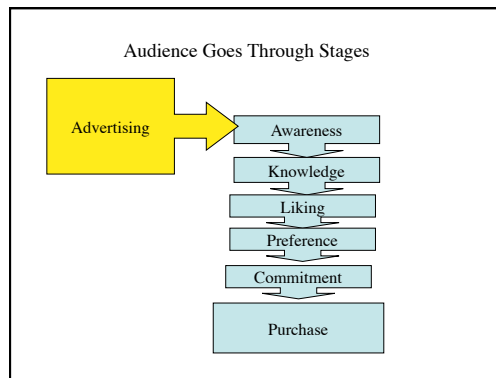 Audience Goes Through Stages
Advertising
Awareness
Knowledge
Liking
Preference
Commitment
Purchase